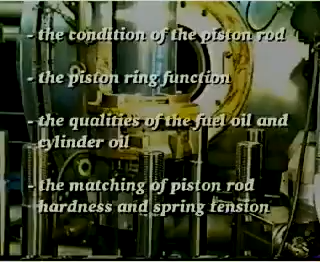 - the condition of the piston rod
- the piston ring function
- the qualities of the fuel oil and
cylinder oil
- the matching of piston rod
hardness and spring tension